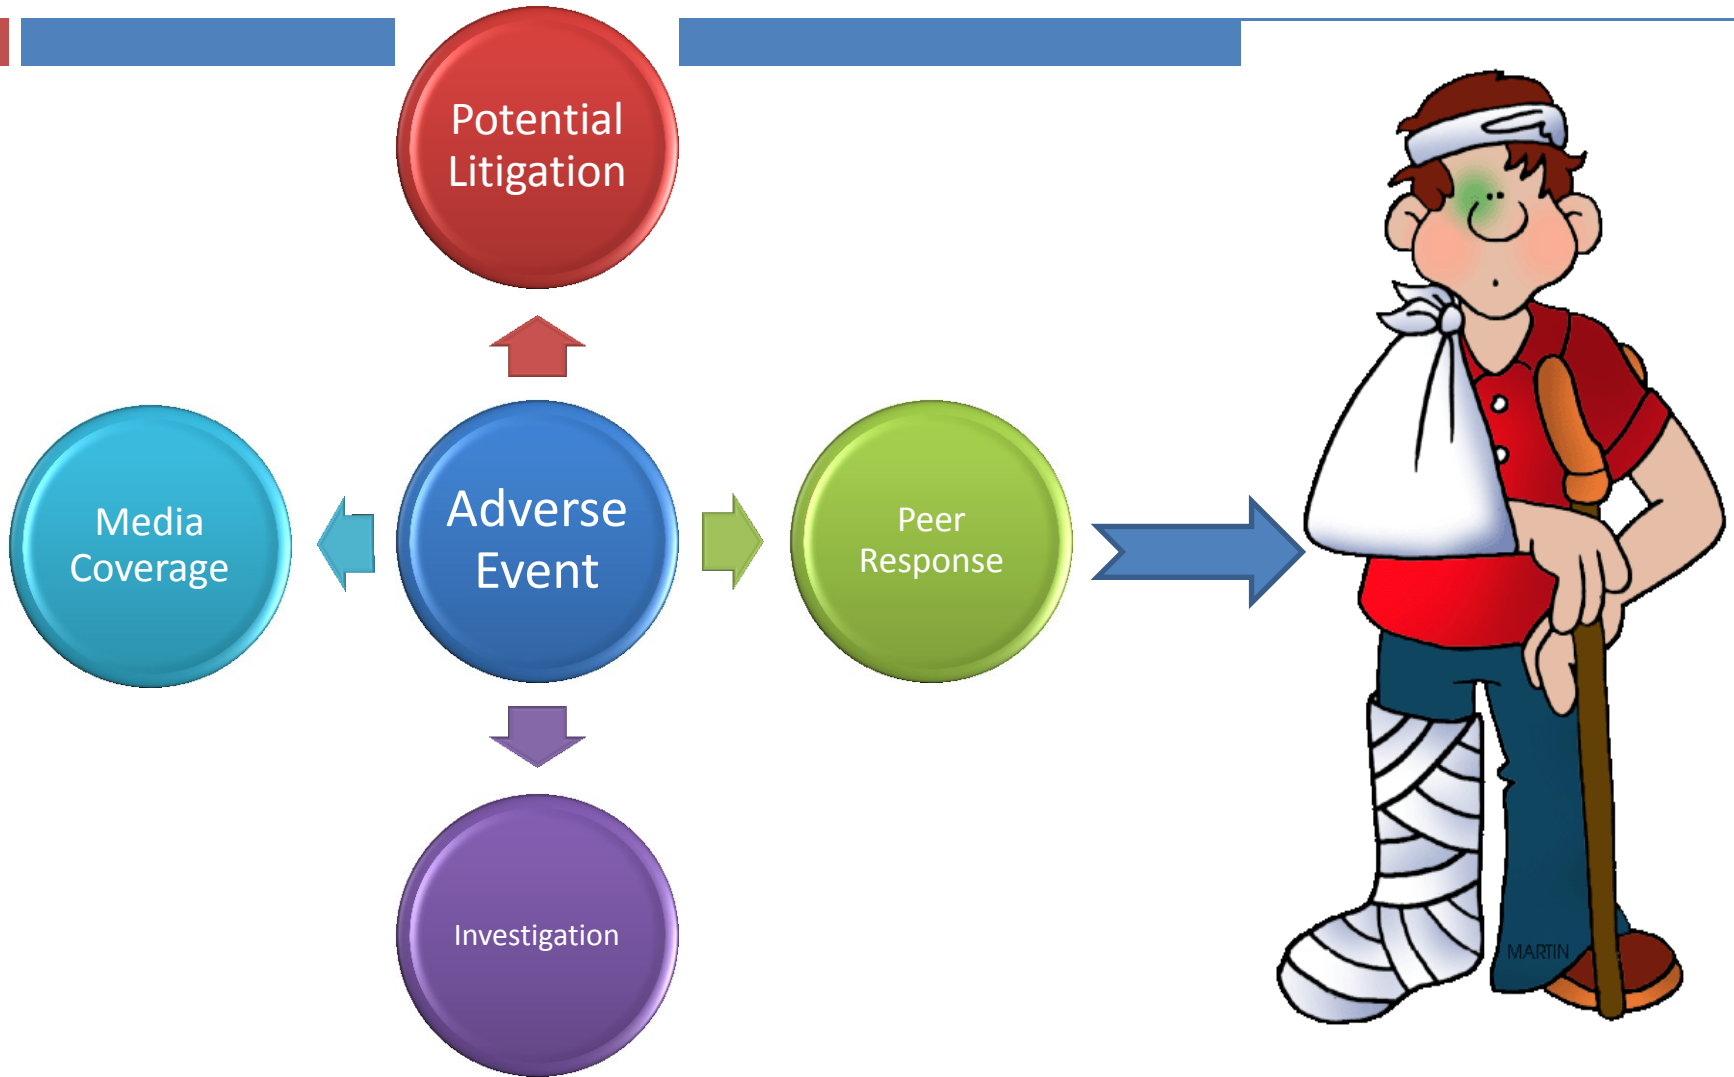 Potential
Litigation
Media
Coverage
Adverse
Event
Peer
Response
Investigation
MARTIN